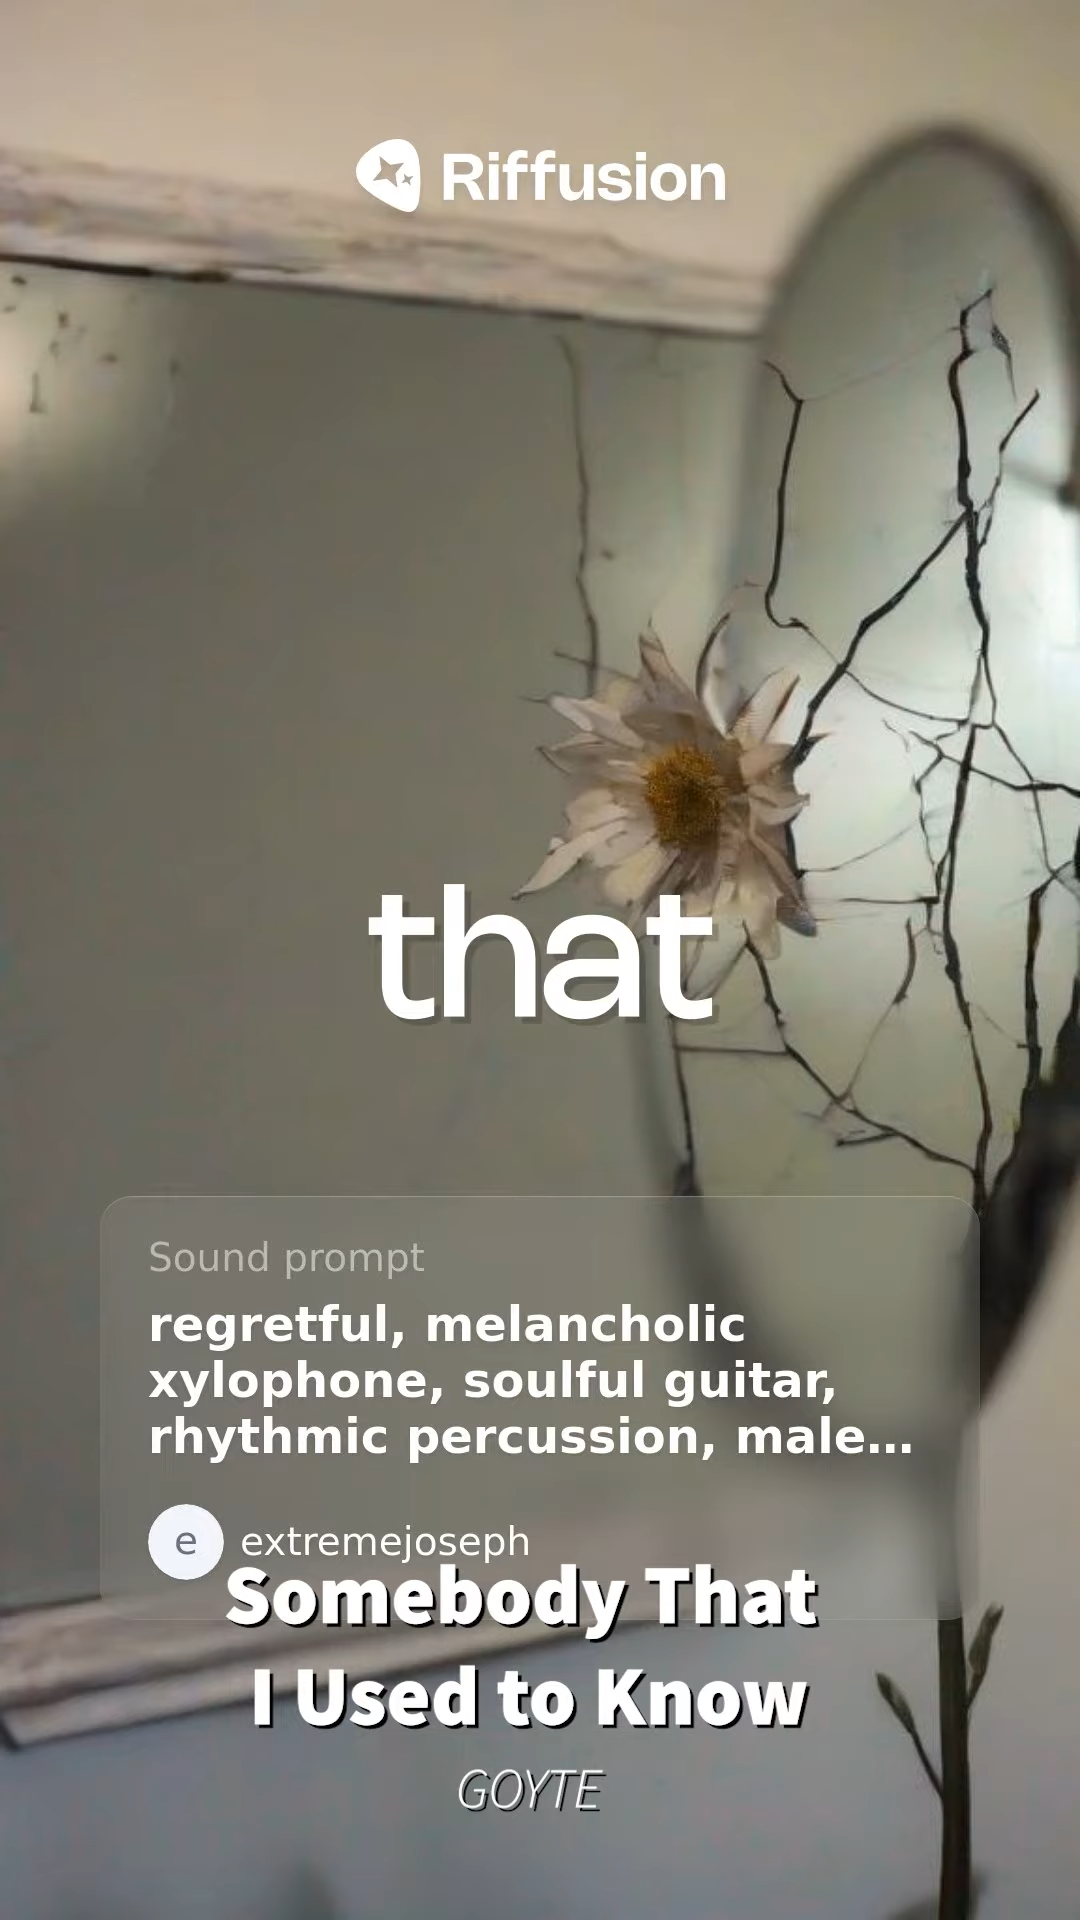 Riffusion
that
Sound prompt
regretful, melancholic
xylophone, soulful guitar,
rhythmic percussion, male...
e extremejoseph
Somebody That
I Used to Know
GOYTE